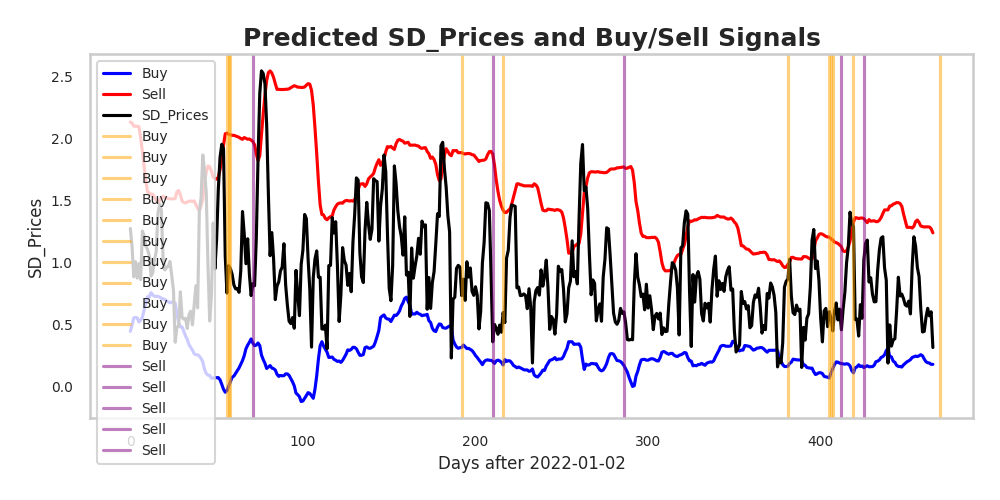 Predicted SD_Prices and Buy/Sell Signals
SD_Prices
2.5
2.0
1.5
1.0
0.5
0.0
Buy
Sell
SD_Prices
Buy
Buy
Buy
Buy
Buy
Buy
Buy
Buy
Buy
Buy
Buy
Sell
Sell
Sell
Sell
Sell
0
100
200
300
400
Days after 2022-01-02